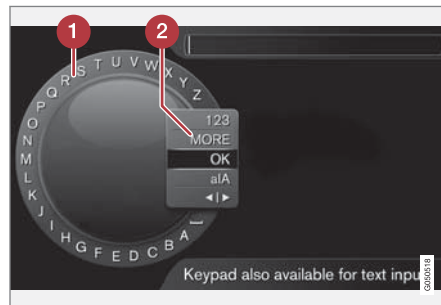 1
2
A B C D E F G H I J K L M N O P Q R S T U V W X Y Z
123
MORE
OK
a|A
◄|►
Keypad also available for text inpu
G050518